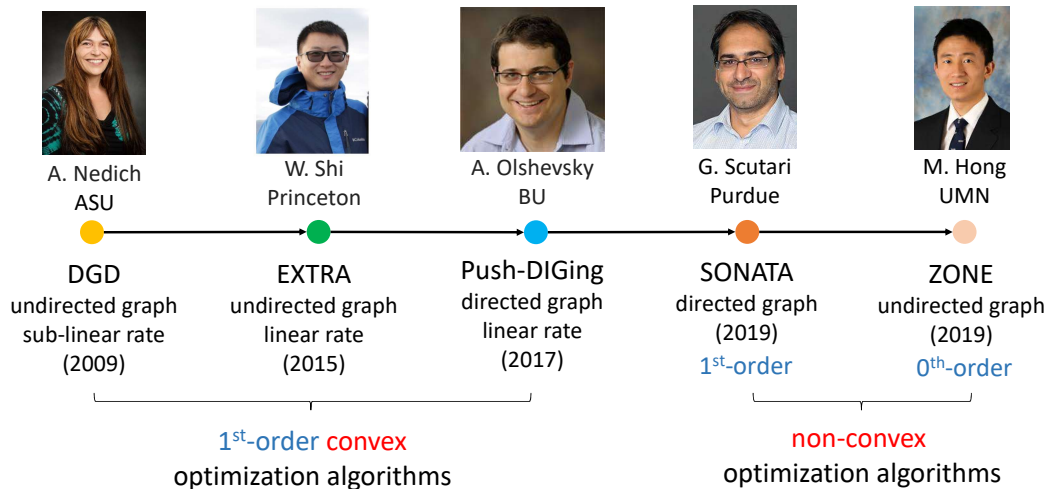 A. Nedich
ASU
W. Shi
Princeton
A. Olshevsky
BU
G. Scutari
Purdue
M. Hong
UMN
DGD
undirected graph
sub-linear rate
(2009)
EXTRA
undirected graph
linear rate
(2015)
Push-DIGing
directed graph
linear rate
(2017)
SONATA
directed graph
(2019)
1st-order
ZONE
undirected graph
(2019)
0th-order
1st-order convex
optimization algorithms
non-convex
optimization algorithms